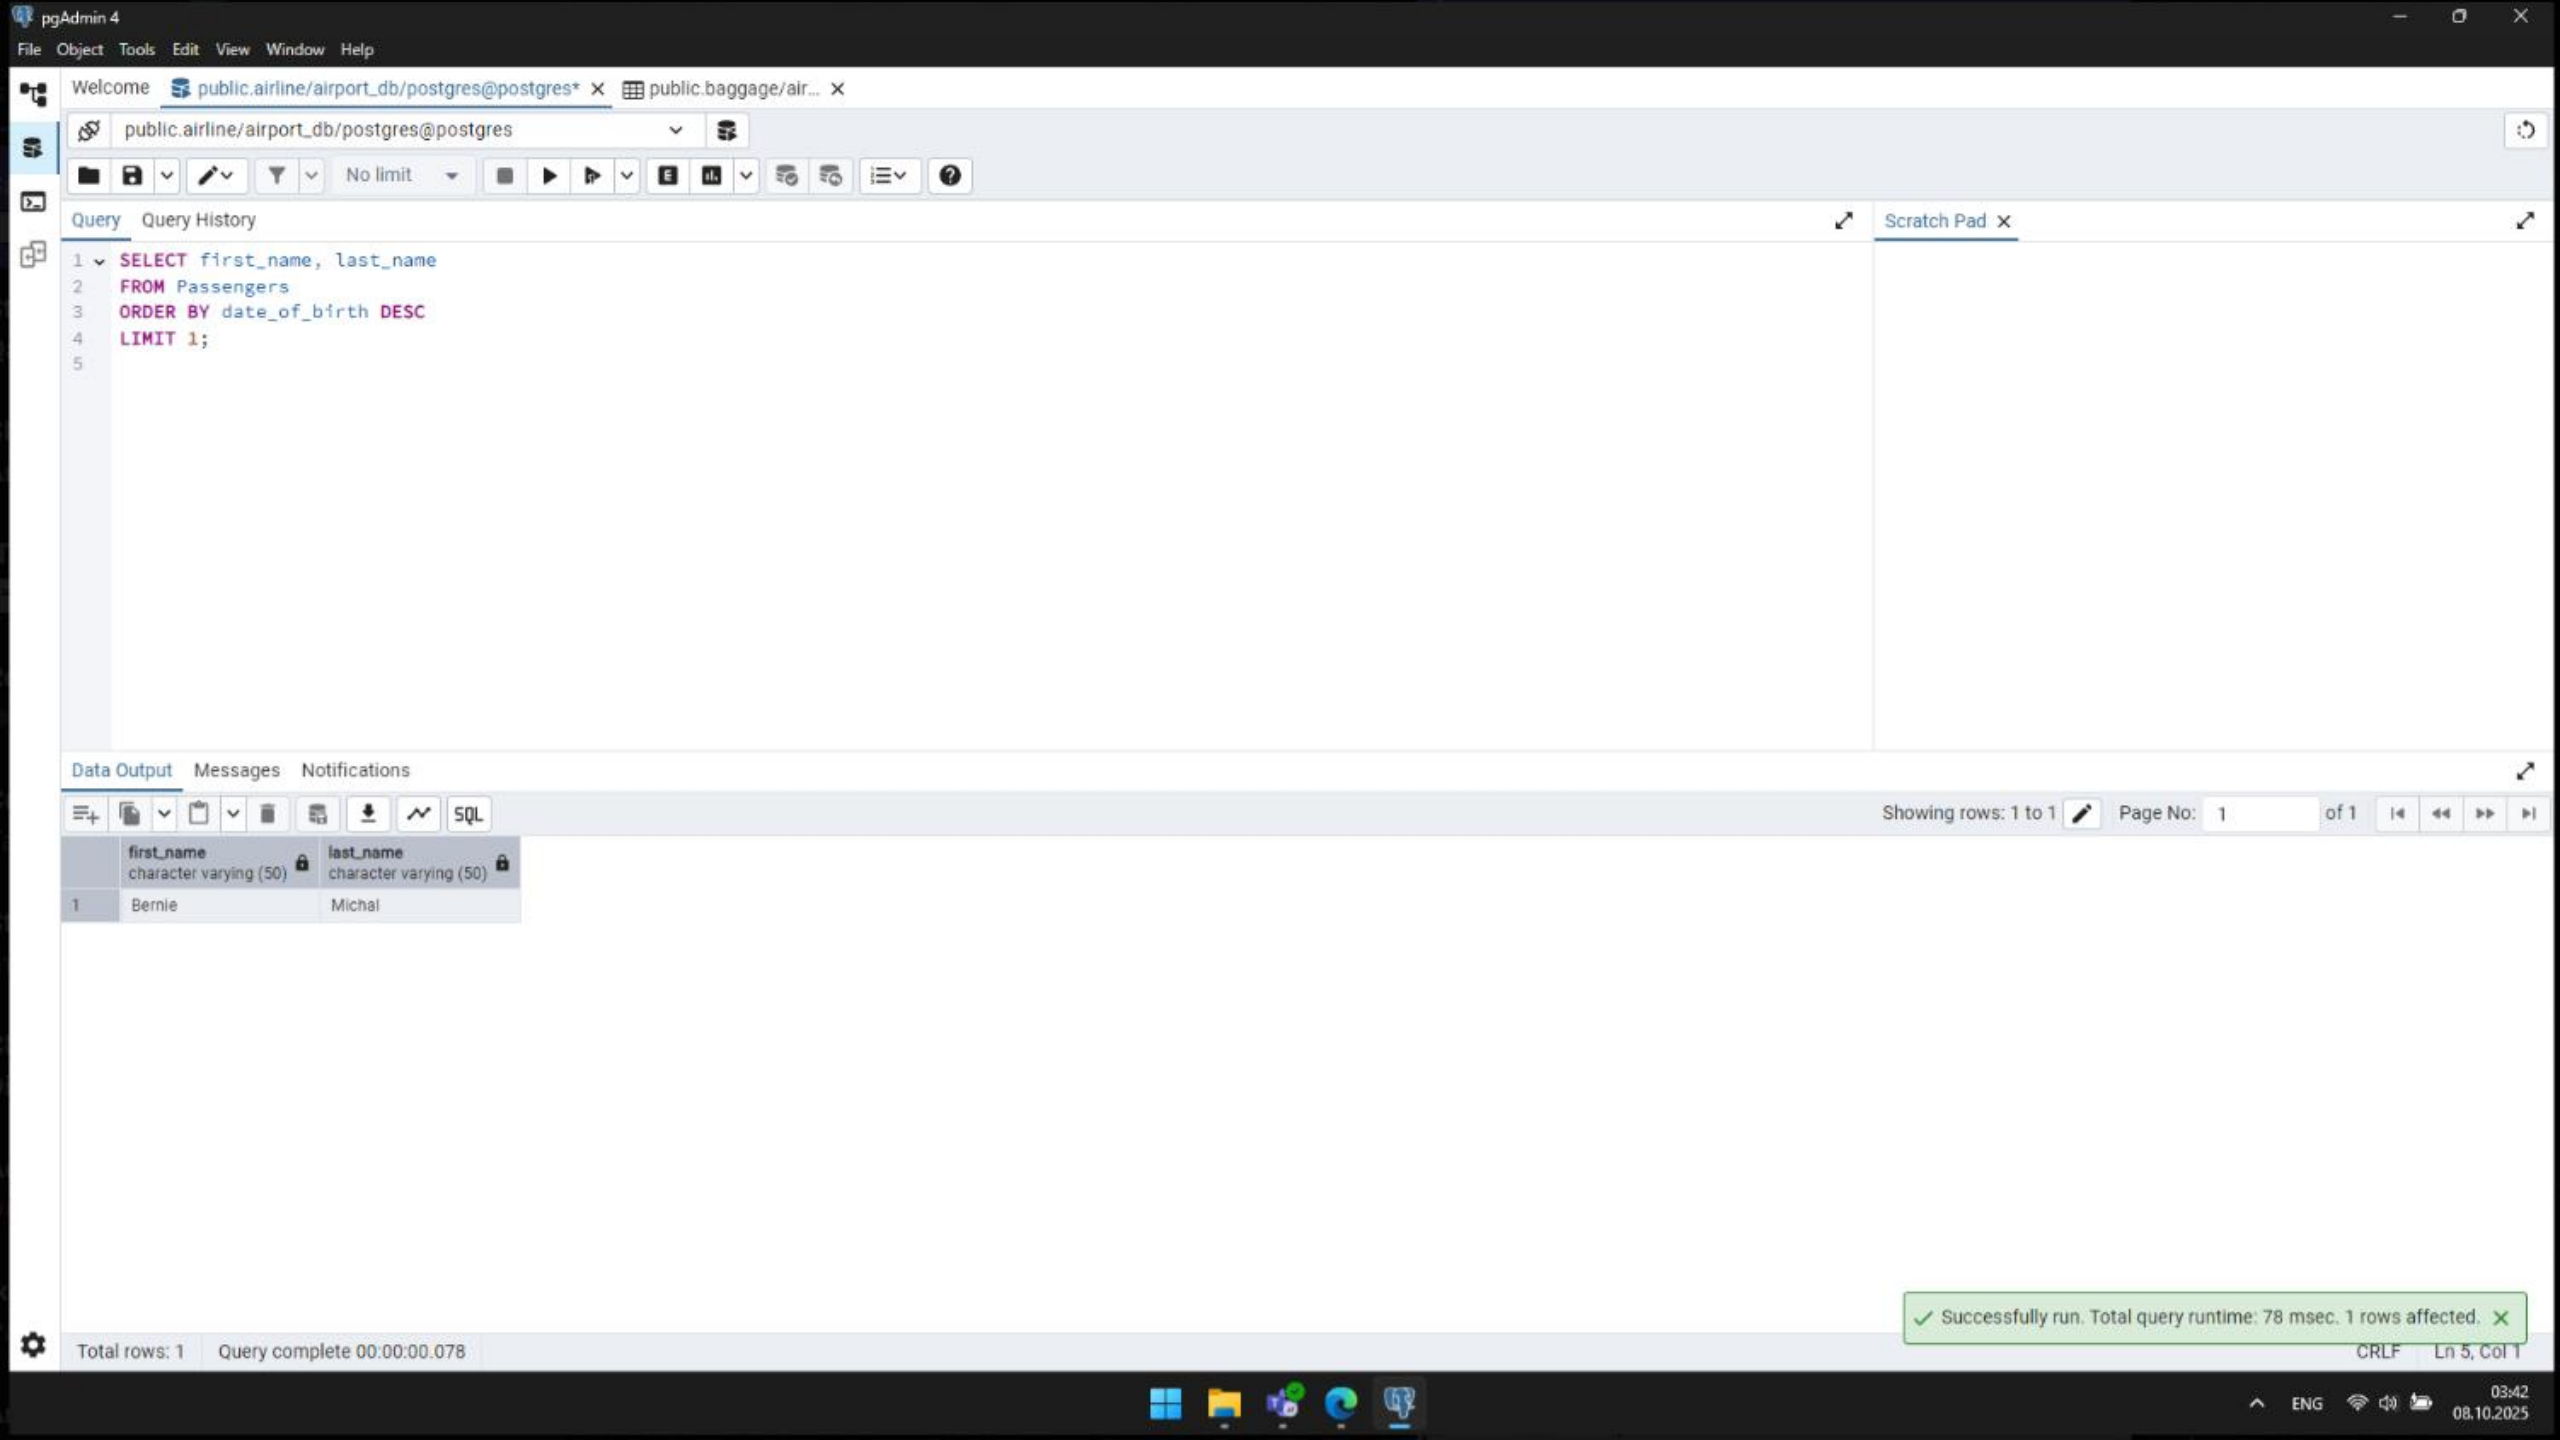 pgAdmin 4
File Object Tools Edit View Window Help
Welcome public.airline/airport_db/postgres@postgres* public.baggage/air...
public.airline/airport_db/postgres@postgres
No limit
Query Query History
Scratch Pad
1 SELECT first_name, last_name
2 FROM Passengers
3 ORDER BY date_of_birth DESC
4 LIMIT 1;
5
Data Output Messages Notifications
SQL Showing rows: 1 to 1 Page No: 1 of 1
first_name last_name
character varying (50) character varying (50)
1 Bernie Michal
Successfully run. Total query runtime: 78 msec. 1 rows affected.
Total rows: 1 Query complete 00:00:00.078 CRLF Ln 5, Col 1
ENG 03:42
08.10.2025